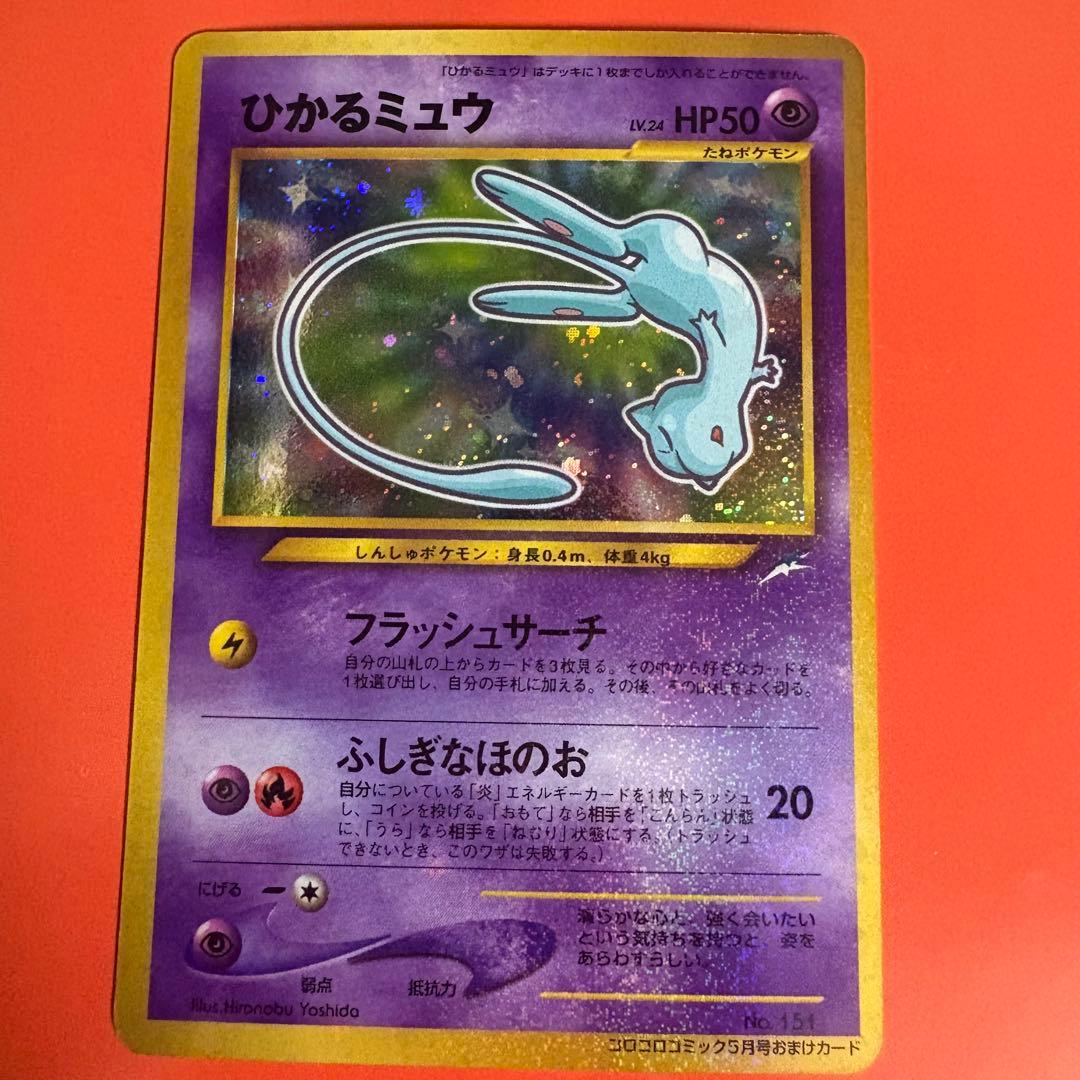 「ひかるミュウ」はデッキに1枚までしか入れることができません。
ひかるミュウ
LV.24 HP50
たねポケモン
しんしゅポケモン：身長0.4m、体重4kg
フラッシュサーチ
自分の山札の上からカードを3枚見る。その中から好きなカードを
1枚選び出し、自分の手札に加える。その後、その山札をよく切る。
ふしぎなほのお
自分についている「炎」エネルギーカードを1枚トラッシュ
し、コインを投げる。「おもて」なら相手を「こんらん」状態
に、「うら」なら相手を「ねむり」状態にする。（トラッシュ
できないとき、このワザは失敗する。）
20
にげる
清らかな心と、強く会いたい
という気持ちを持つと、姿を
あらわすらしい。
弱点
抵抗力
Illus. Hironobu Yoshida
No. 151
コロコロコミック5月号おまけカード